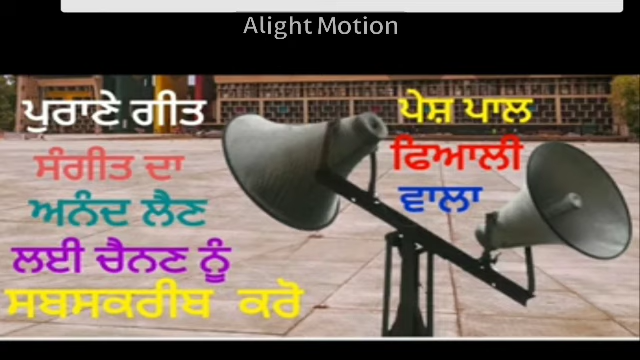 Alight Motion
ਪੁਰਾਣੇ ਗੀਤ
ਸੰਗੀਤ ਦਾ
ਅਨੰਦ ਲੈਣ
ਲਈ ਚੈਨਣ ਨੂੰ
ਸਬਸਕਰੀਬ ਕਰੋ
ਪੇਸ਼ ਪਾਲ
ਫਿਆਲੀ
ਵਾਲਾ